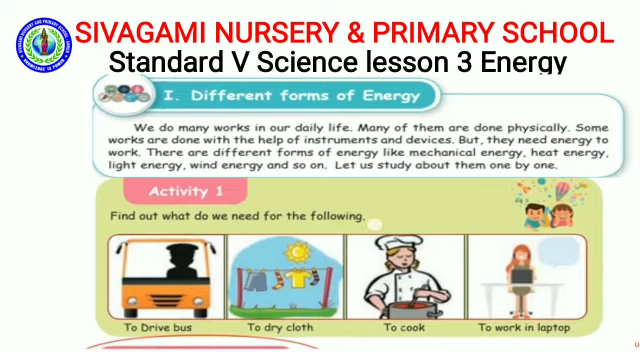 SIVAGAMI NURSERY & PRIMARY SCHOOL
Standard V Science lesson 3 Energy
I. Different forms of Energy
We do many works in our daily life. Many of them are done physically. Some
works are done with the help of instruments and devices. But, they need energy to
work. There are different forms of energy like mechanical energy, heat energy,
light energy, wind energy and so on. Let us study about them one by one.
Activity 1
Find out what do we need for the following.
To Drive bus
To dry cloth
To cook
To work in laptop